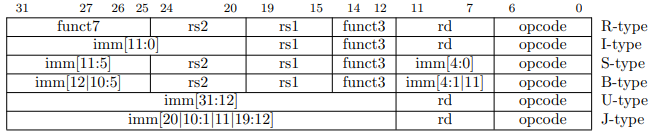 31 27 26 25 24 20 19 15 14 12 11 7 6 0
funct7 rs2 rs1 funct3 rd opcode R-type
imm[11:0] rs1 funct3 rd opcode I-type
imm[11:5] rs2 rs1 funct3 imm[4:0] opcode S-type
imm[12|10:5] rs2 rs1 funct3 imm[4:1|11] opcode B-type
imm[31:12] rd opcode U-type
imm[20|10:1|11|19:12] rd opcode J-type